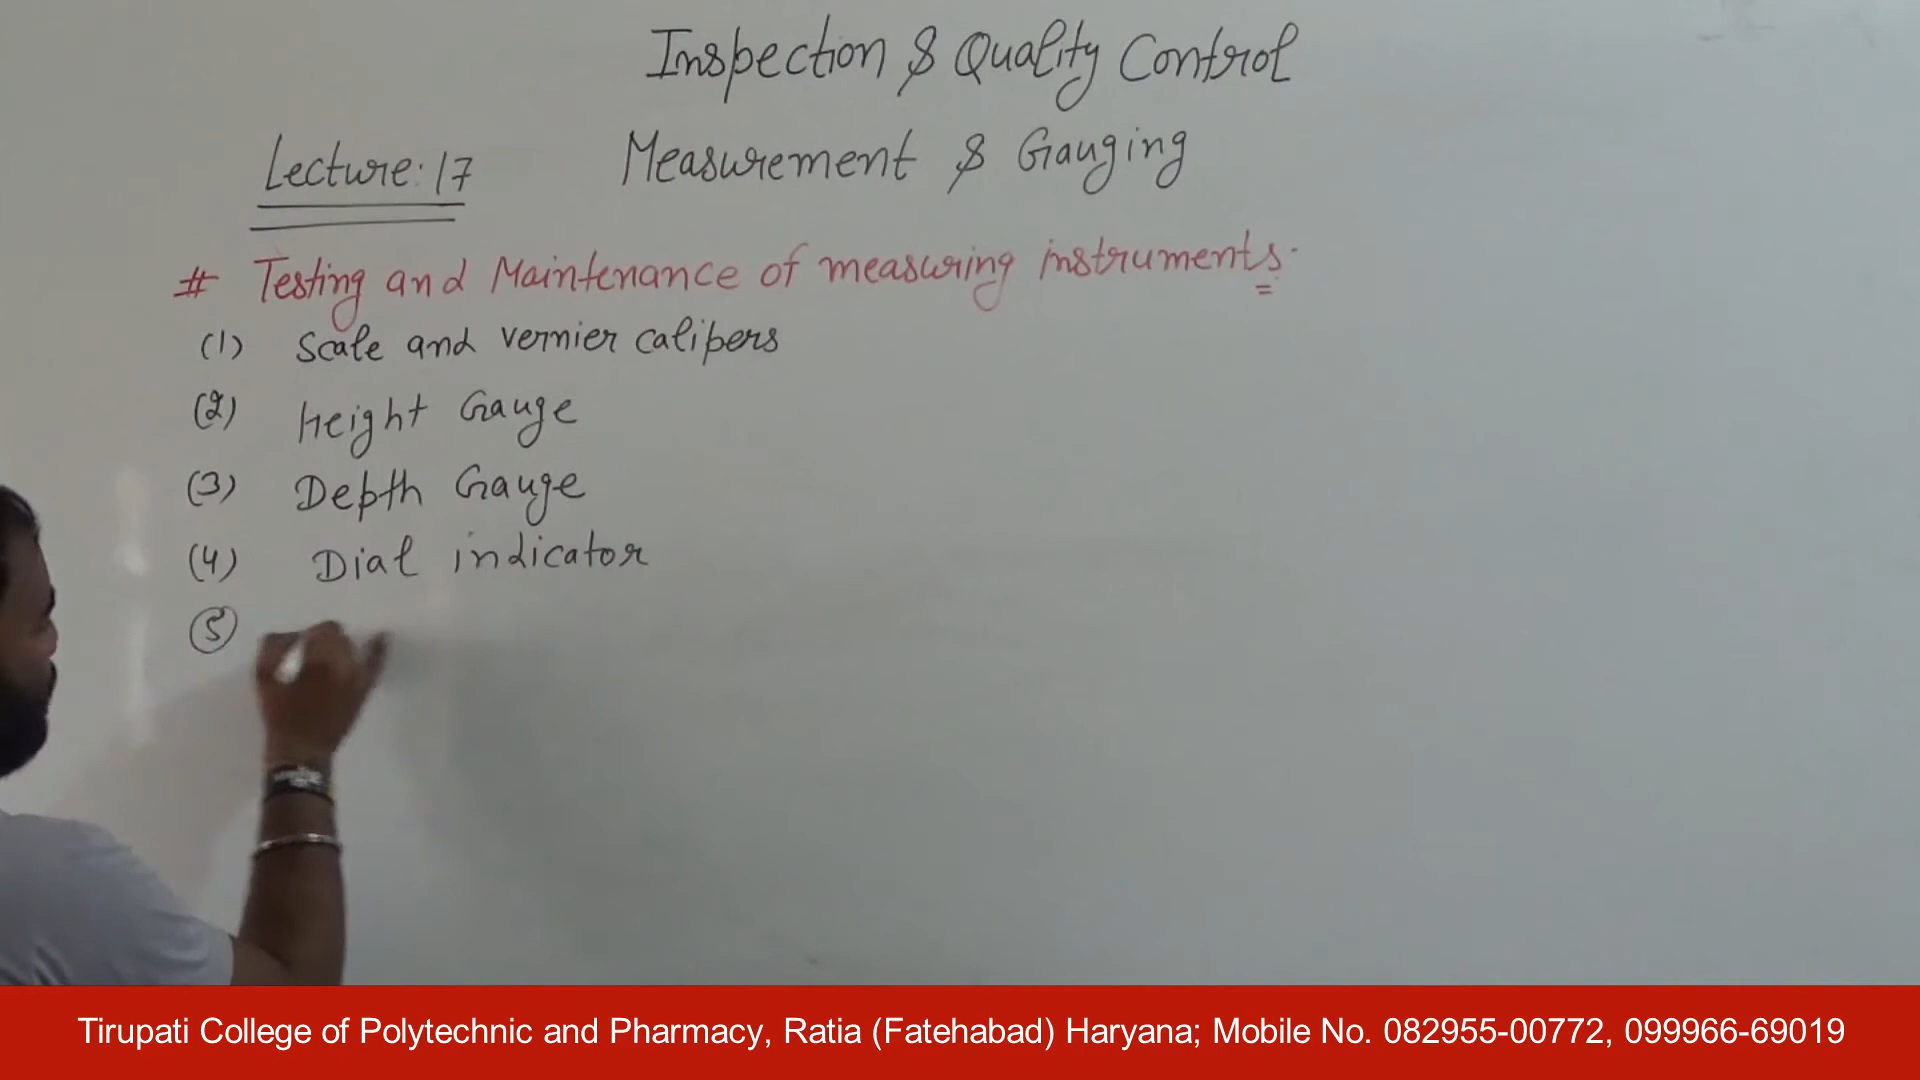 Inspection & Quality Control
Lecture: 17 Measurement & Gauging
# Testing and Maintenance of measuring instruments.
(1) Scale and vernier calipers
(2) Height Gauge
(3) Depth Gauge
(4) Dial indicator
(5)
Tirupati College of Polytechnic and Pharmacy, Ratia (Fatehabad) Haryana; Mobile No. 082955-00772, 099966-69019